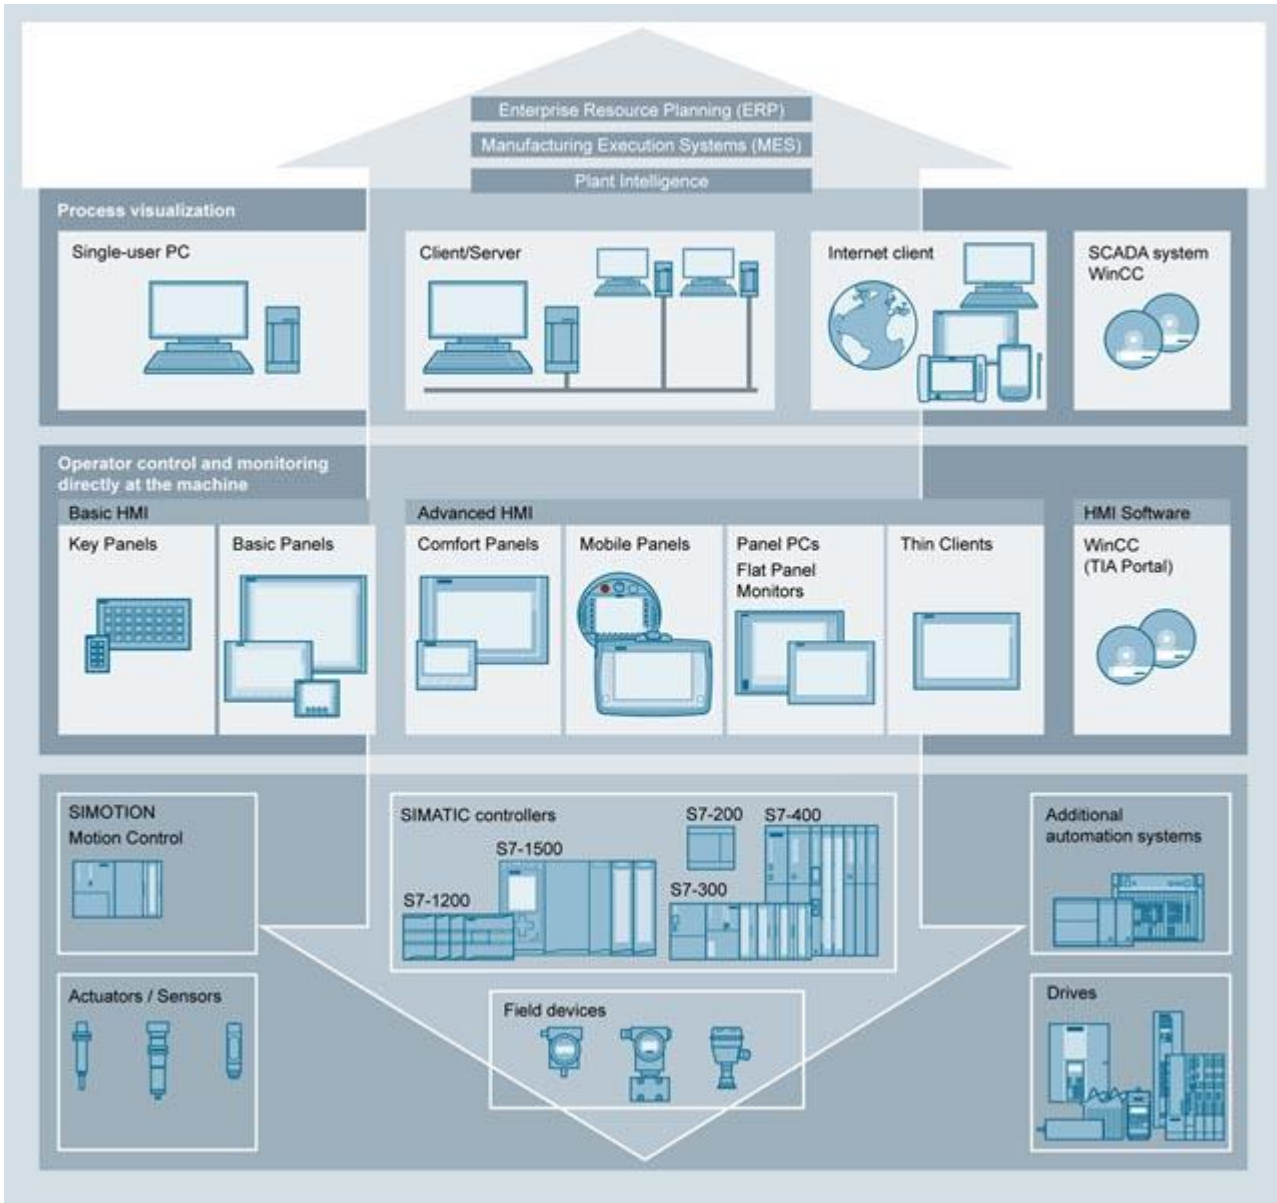 Enterprise Resource Planning (ERP)
Manufacturing Execution Systems (MES)
Plant Intelligence
Process visualization
Single-user PC
Client/Server
Internet client
SCADA system
WinCC
Operator control and monitoring
directly at the machine
Basic HMI
Advanced HMI
HMI Software
Key Panels
Basic Panels
Comfort Panels
Mobile Panels
Panel PCs
Flat Panel
Monitors
Thin Clients
WinCC
(TIA Portal)
SIMOTION
Motion Control
SIMATIC controllers
S7-200
S7-400
S7-1500
S7-300
S7-1200
Additional
automation systems
Actuators / Sensors
Field devices
Drives